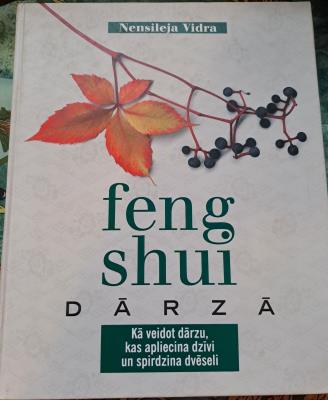 Nensileja Vidra
feng
shui
DĀRZĀ
Kā veidot dārzu,
kas apliecina dzīvi
un spirdzina dvēseli